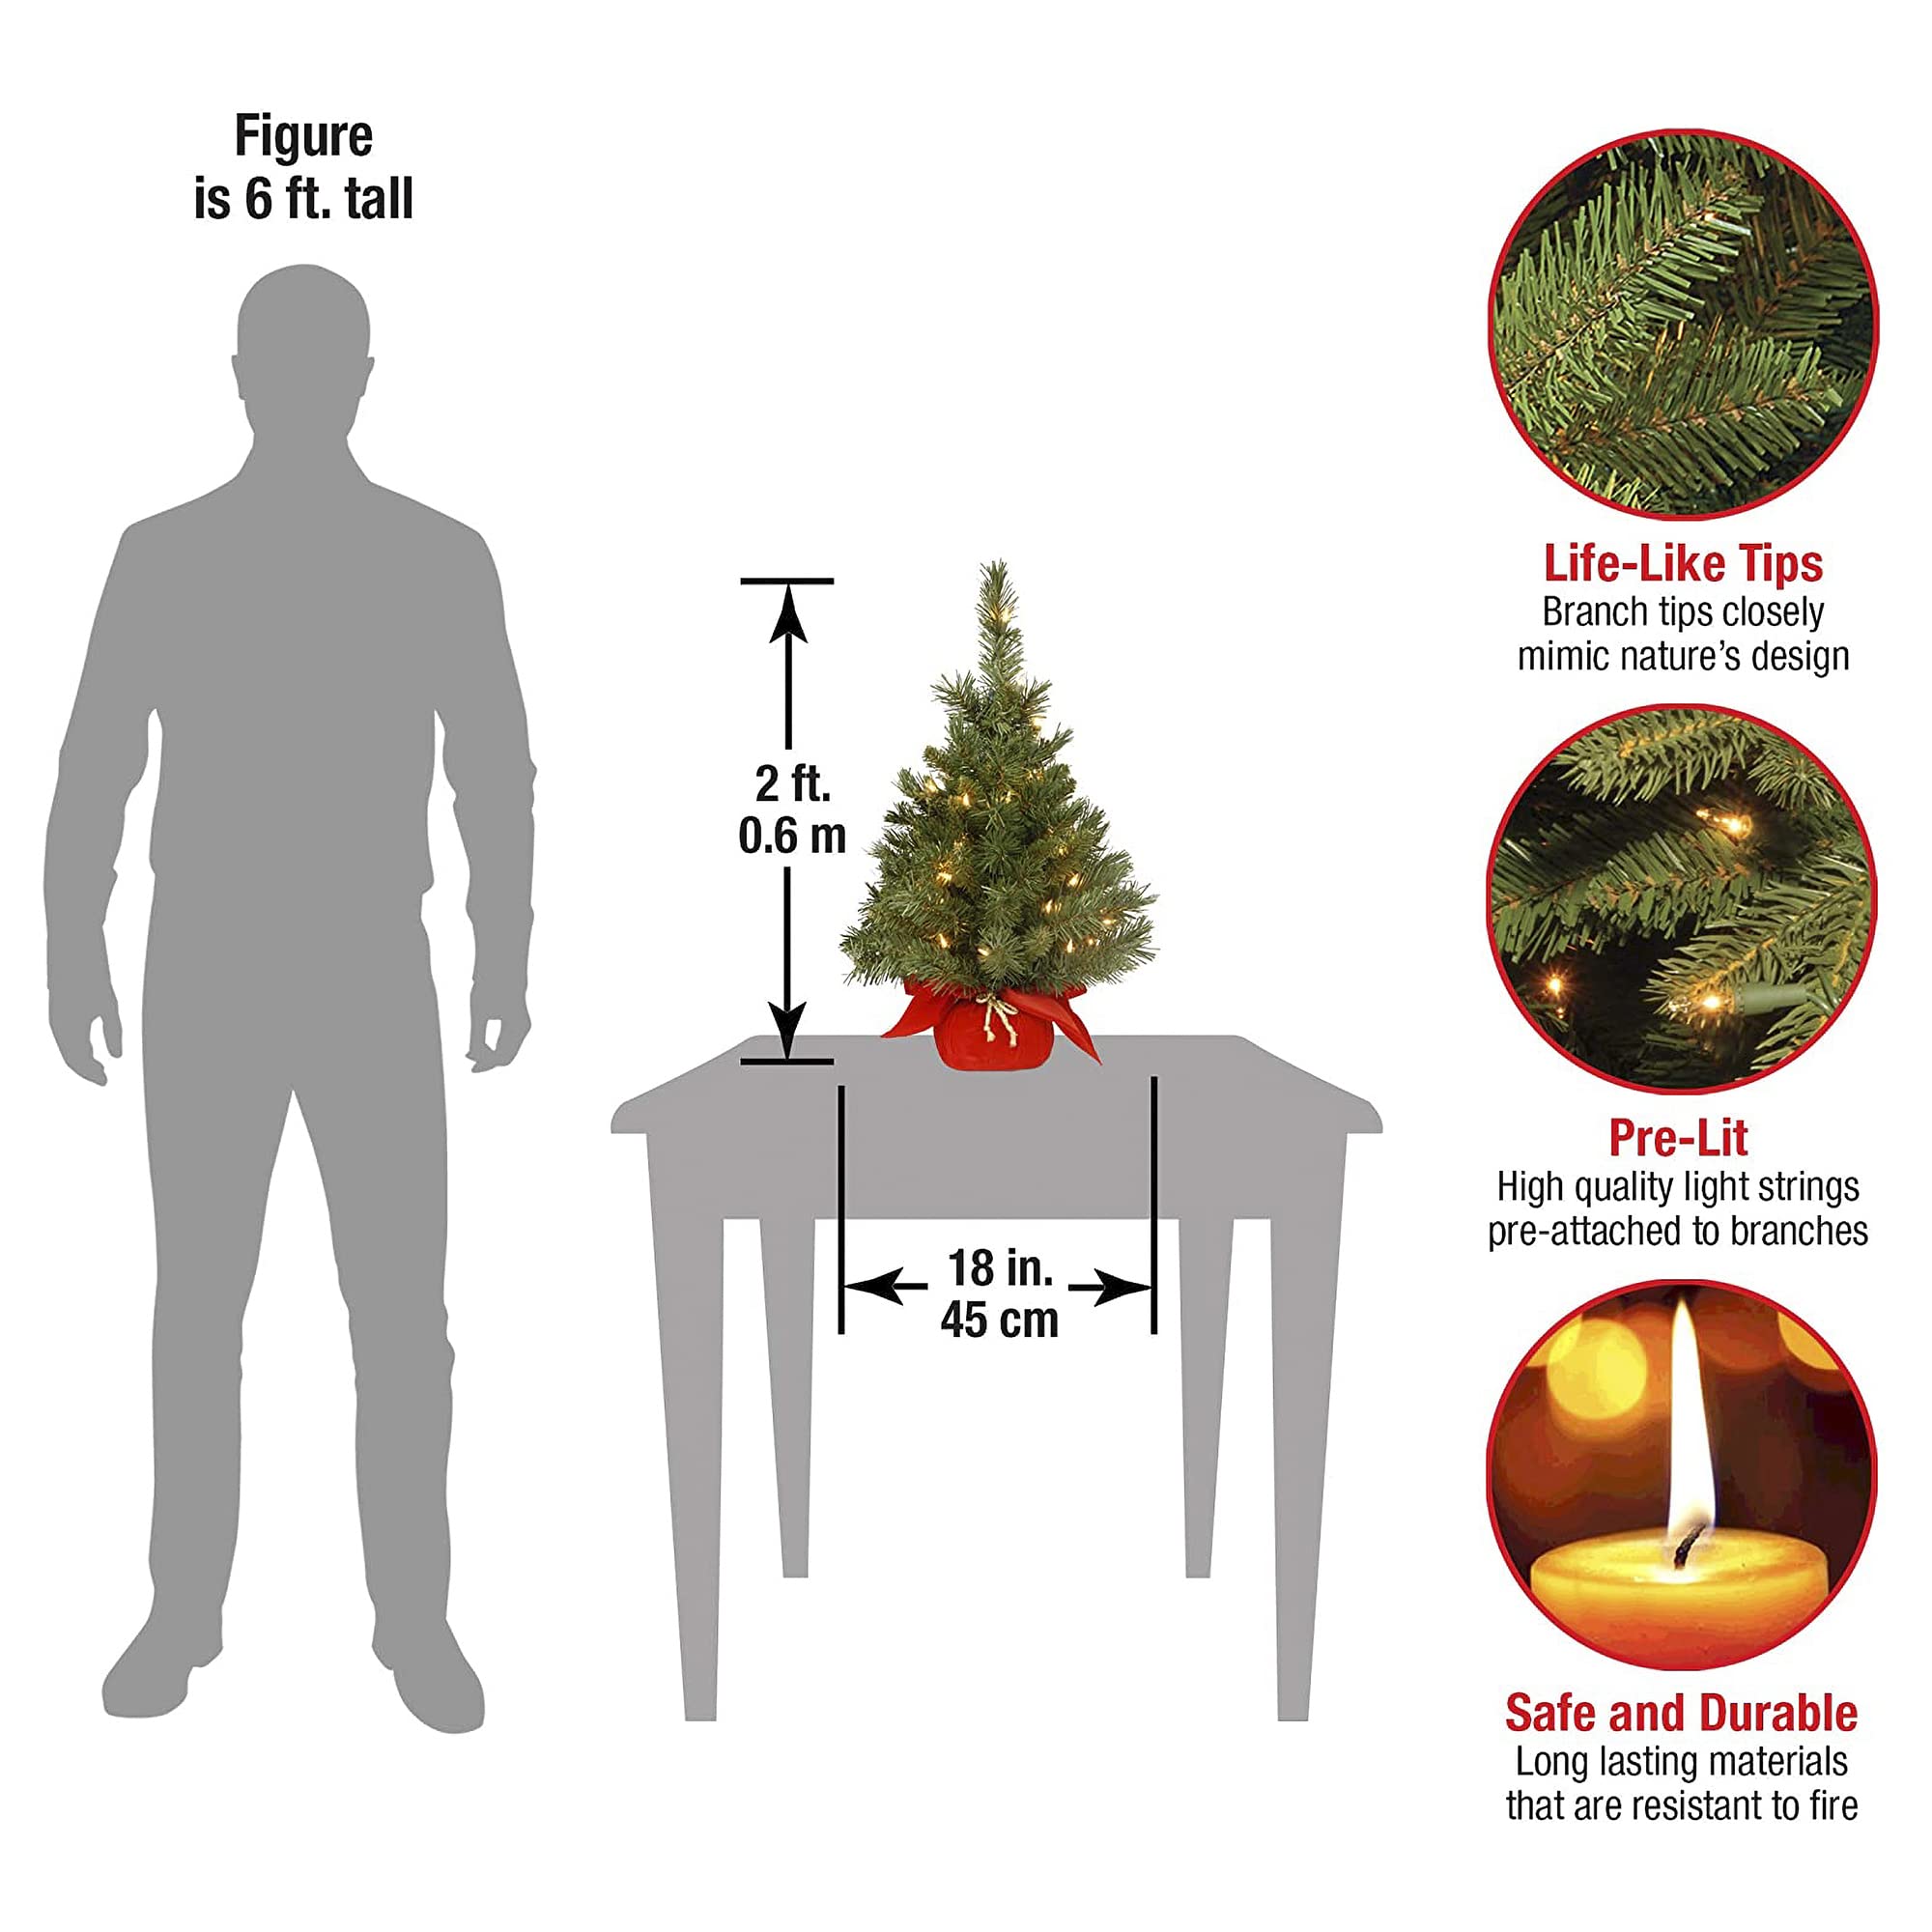 Figure
is 6 ft. tall
2 ft.
0.6 m
18 in.
45 cm
Life-Like Tips
Branch tips closely
mimic nature’s design
Pre-Lit
High quality light strings
pre-attached to branches
Safe and Durable
Long lasting materials
that are resistant to fire